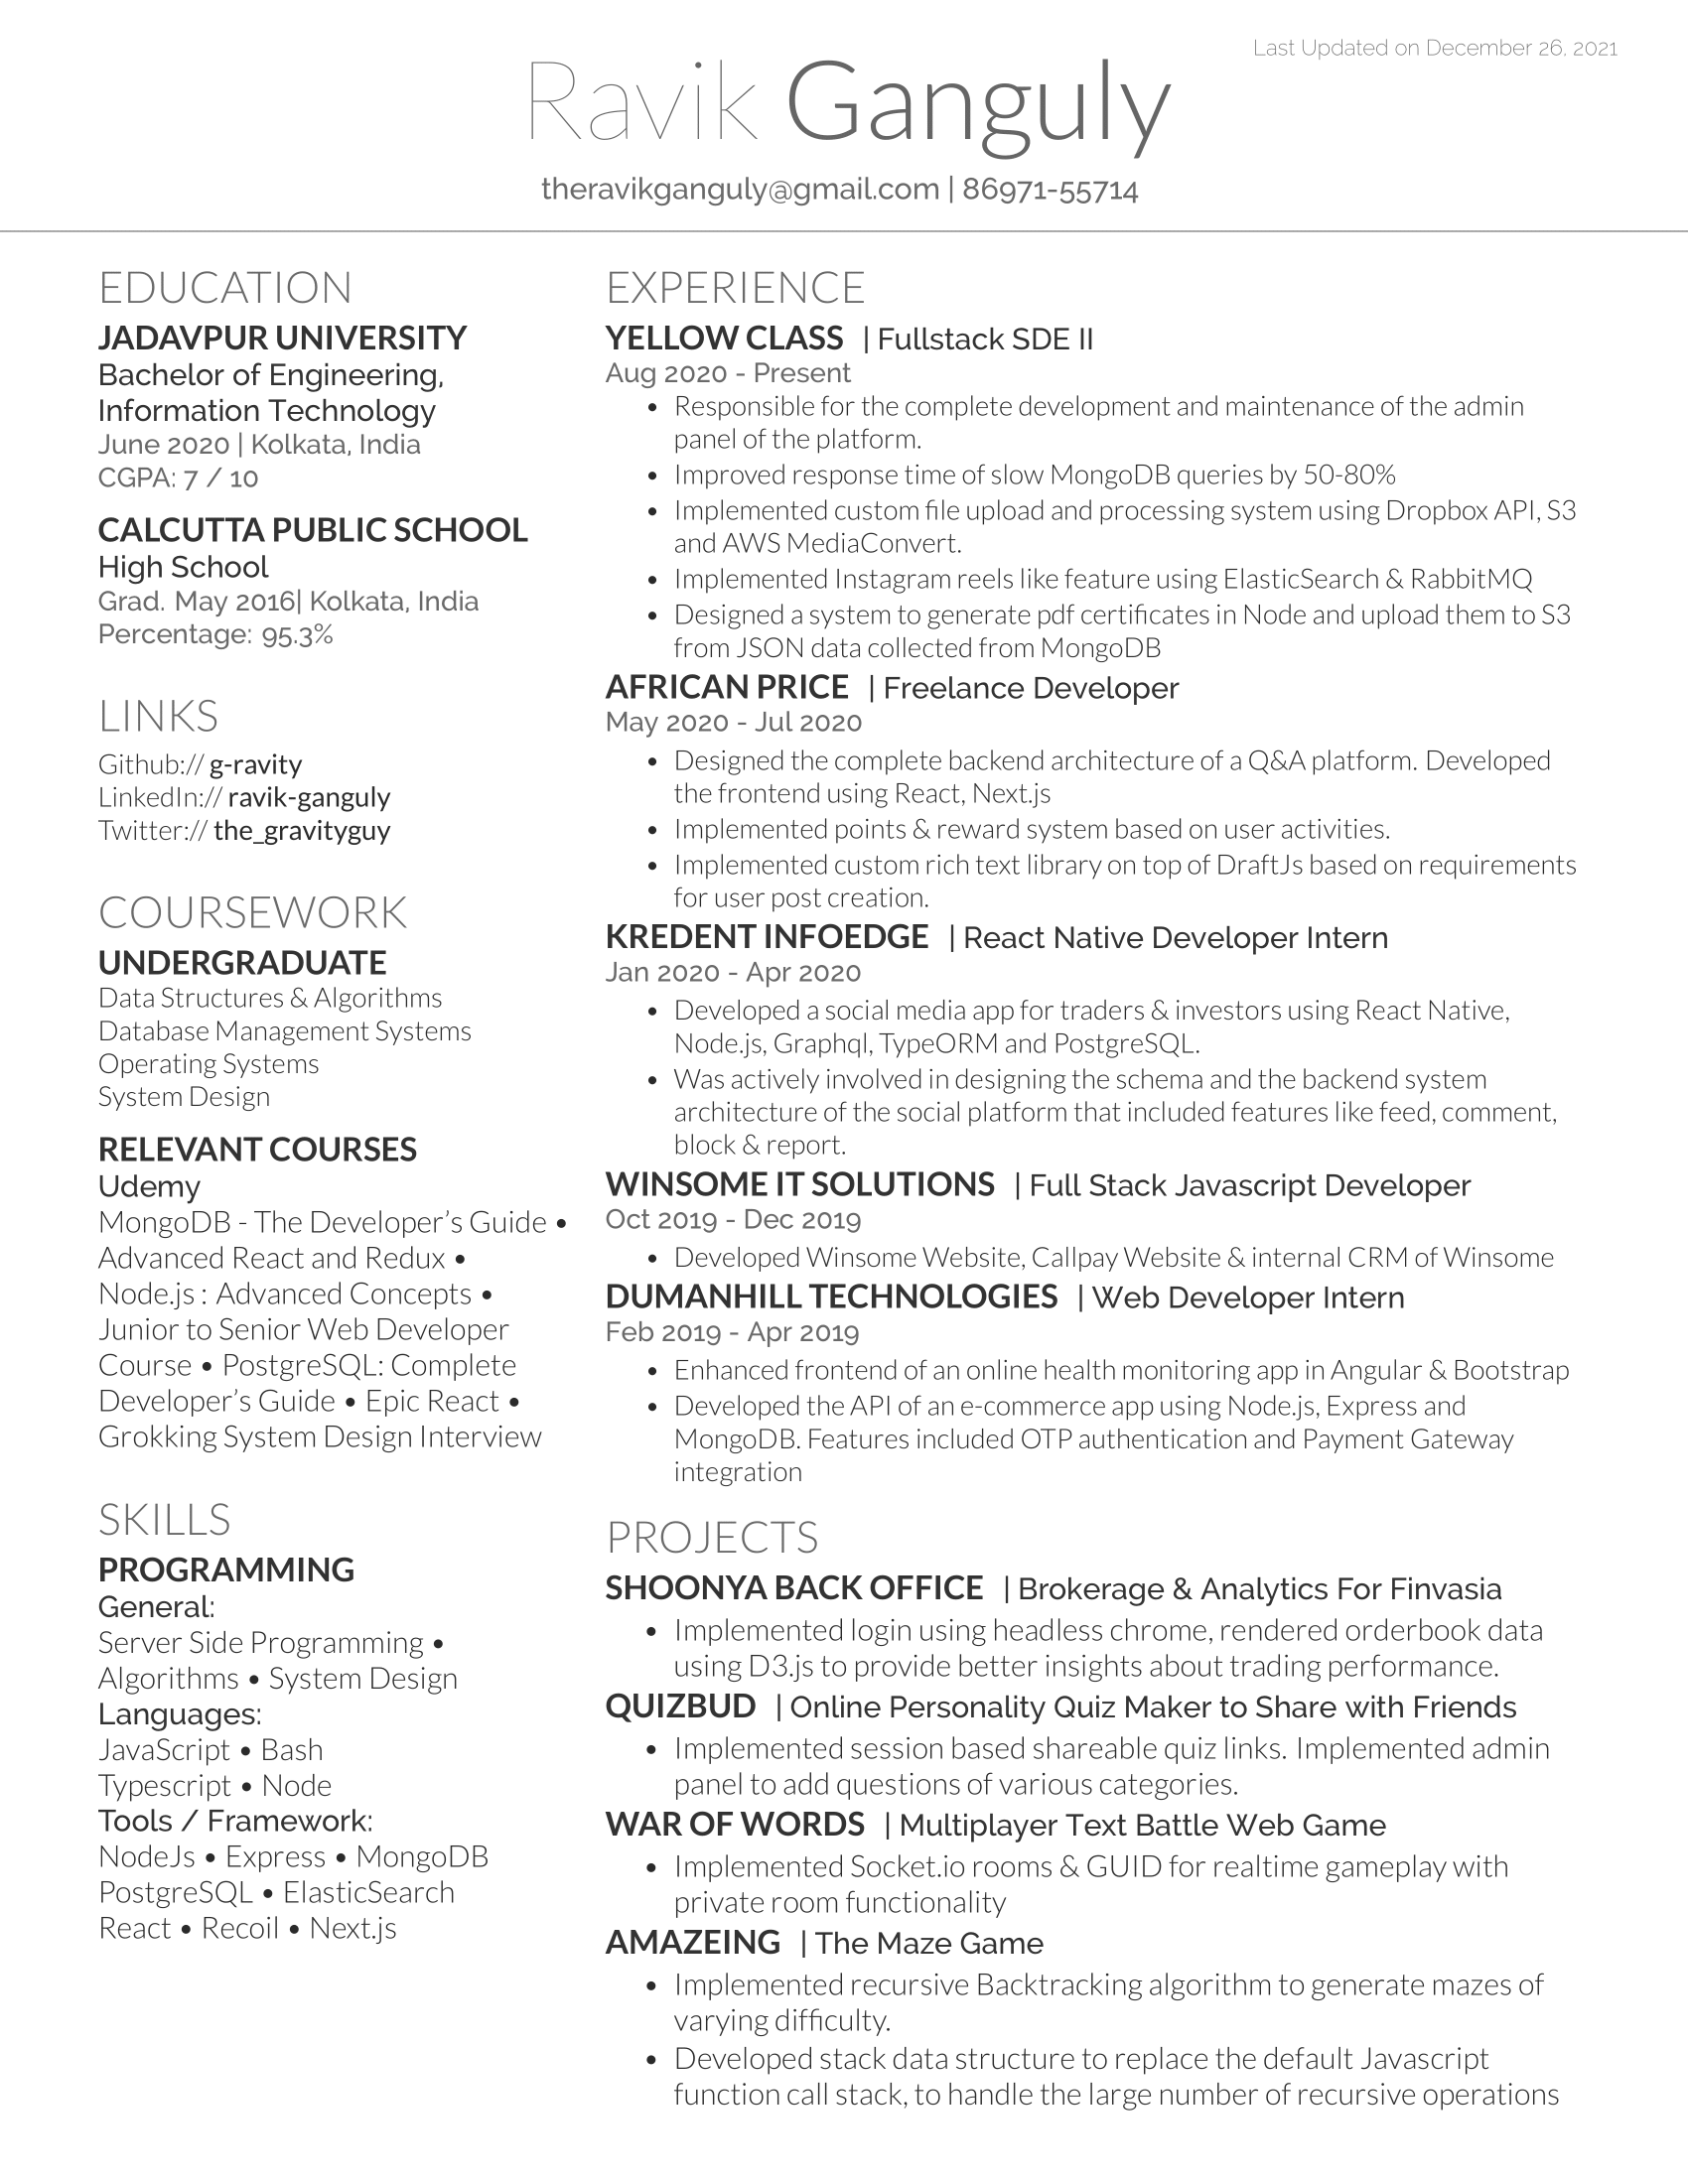 Last Updated on December 26, 2021
Ravik Ganguly
theravikganguly@gmail.com | 86971-55714
EDUCATION
JADAVPUR UNIVERSITY
Bachelor of Engineering,
Information Technology
June 2020 | Kolkata, India
CGPA: 7 / 10
CALCUTTA PUBLIC SCHOOL
High School
Grad. May 2016| Kolkata, India
Percentage: 95.3%
LINKS
Github:// g-ravity
LinkedIn:// ravik-ganguly
Twitter:// the_gravityguy
COURSEWORK
UNDERGRADUATE
Data Structures & Algorithms
Database Management Systems
Operating Systems
System Design
RELEVANT COURSES
Udemy
MongoDB - The Developer’s Guide •
Advanced React and Redux •
Node.js : Advanced Concepts •
Junior to Senior Web Developer
Course • PostgreSQL: Complete
Developer’s Guide • Epic React •
Grokking System Design Interview
SKILLS
PROGRAMMING
General:
Server Side Programming •
Algorithms • System Design
Languages:
JavaScript • Bash
Typescript • Node
Tools / Framework:
NodeJs • Express • MongoDB
PostgreSQL • ElasticSearch
React • Recoil • Next.js
EXPERIENCE
YELLOW CLASS | Fullstack SDE II
Aug 2020 - Present
• Responsible for the complete development and maintenance of the admin
panel of the platform.
• Improved response time of slow MongoDB queries by 50-80%
• Implemented custom file upload and processing system using Dropbox API, S3
and AWS MediaConvert.
• Implemented Instagram reels like feature using ElasticSearch & RabbitMQ
• Designed a system to generate pdf certificates in Node and upload them to S3
from JSON data collected from MongoDB
AFRICAN PRICE | Freelance Developer
May 2020 - Jul 2020
• Designed the complete backend architecture of a Q&A platform. Developed
the frontend using React, Next.js
• Implemented points & reward system based on user activities.
• Implemented custom rich text library on top of DraftJs based on requirements
for user post creation.
KREDENT INFOEDGE | React Native Developer Intern
Jan 2020 - Apr 2020
• Developed a social media app for traders & investors using React Native,
Node.js, Graphql, TypeORM and PostgreSQL.
• Was actively involved in designing the schema and the backend system
architecture of the social platform that included features like feed, comment,
block & report.
WINSOME IT SOLUTIONS | Full Stack Javascript Developer
Oct 2019 - Dec 2019
• Developed Winsome Website, Callpay Website & internal CRM of Winsome
DUMANHILL TECHNOLOGIES | Web Developer Intern
Feb 2019 - Apr 2019
• Enhanced frontend of an online health monitoring app in Angular & Bootstrap
• Developed the API of an e-commerce app using Node.js, Express and
MongoDB. Features included OTP authentication and Payment Gateway
integration
PROJECTS
SHOONYA BACK OFFICE | Brokerage & Analytics For Finvasia
• Implemented login using headless chrome, rendered orderbook data
using D3.js to provide better insights about trading performance.
QUIZBUD | Online Personality Quiz Maker to Share with Friends
• Implemented session based shareable quiz links. Implemented admin
panel to add questions of various categories.
WAR OF WORDS | Multiplayer Text Battle Web Game
• Implemented Socket.io rooms & GUID for realtime gameplay with
private room functionality
AMAZEING | The Maze Game
• Implemented recursive Backtracking algorithm to generate mazes of
varying difficulty.
• Developed stack data structure to replace the default Javascript
function call stack, to handle the large number of recursive operations